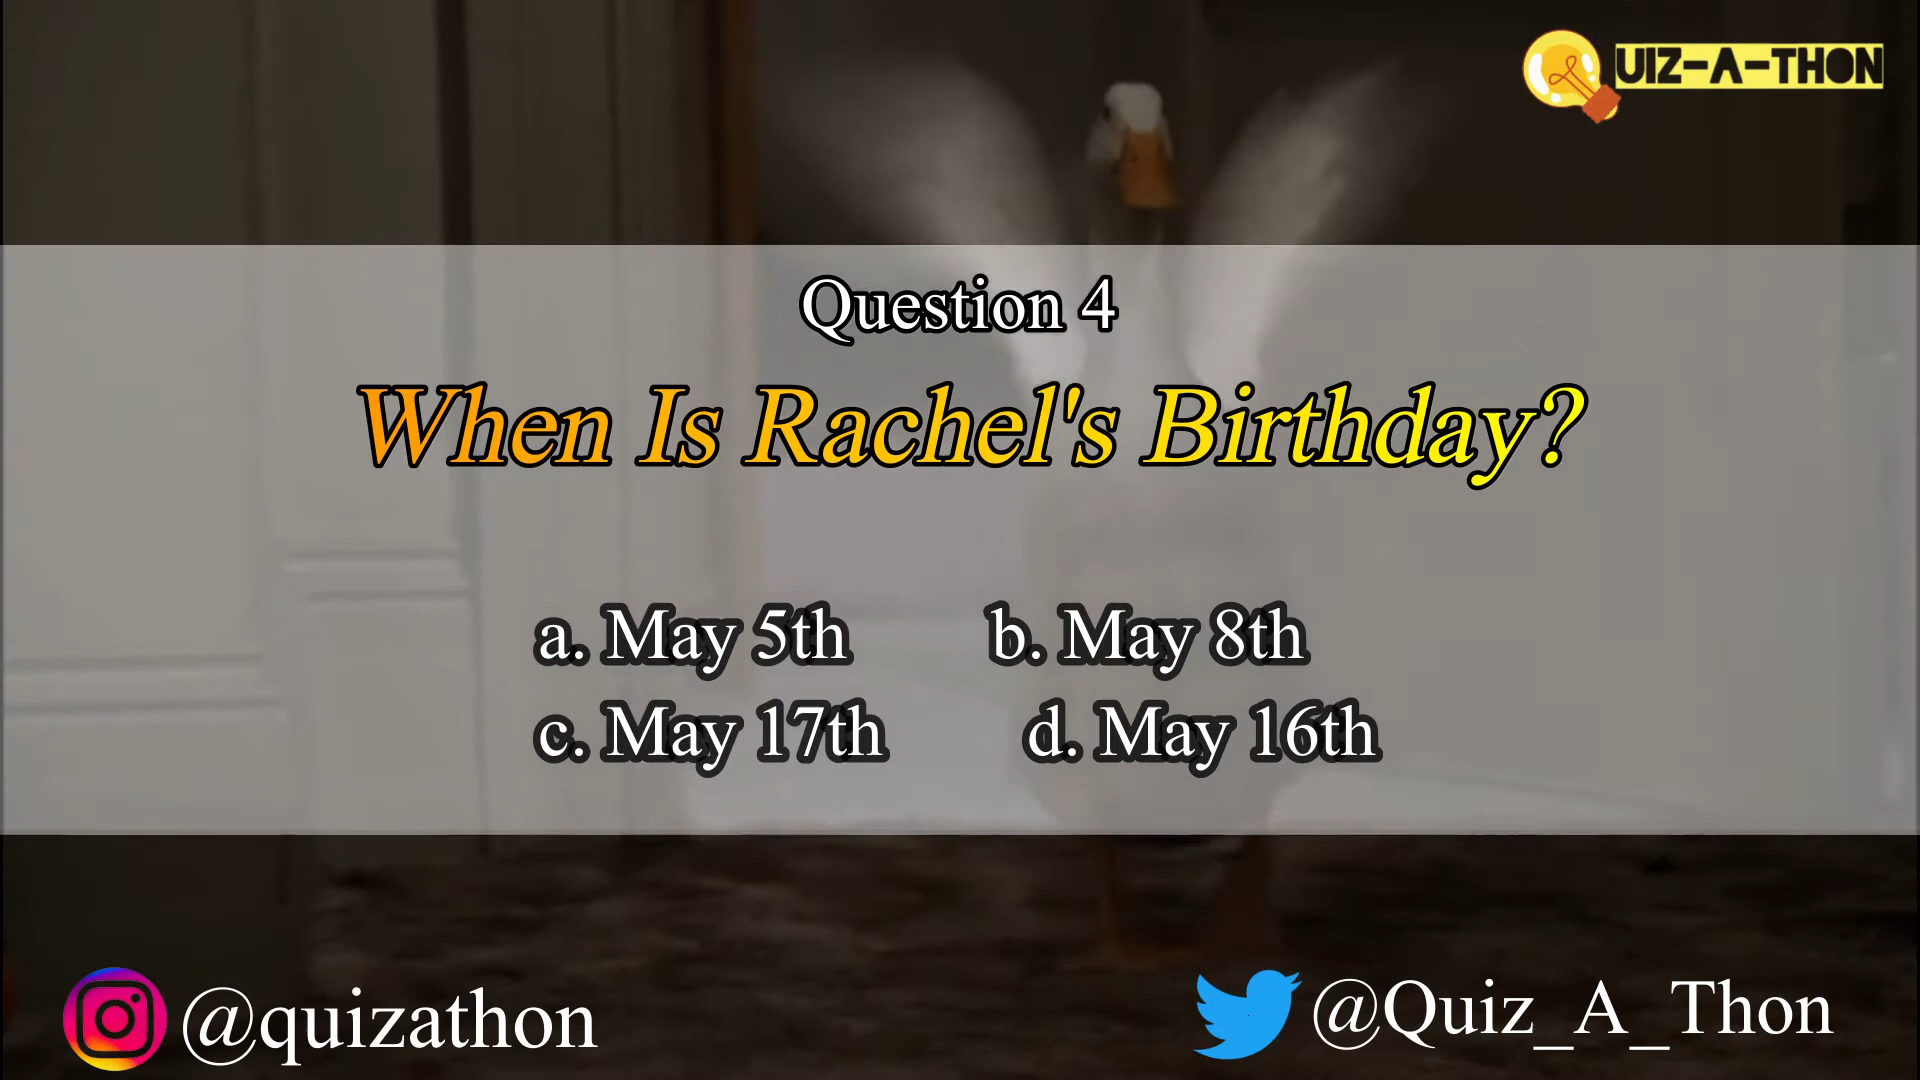 UIZ-A-THON
Question 4
When Is Rachel's Birthday?
a. May 5th b. May 8th
c. May 17th d. May 16th
@quizathon
@Quiz_A_Thon